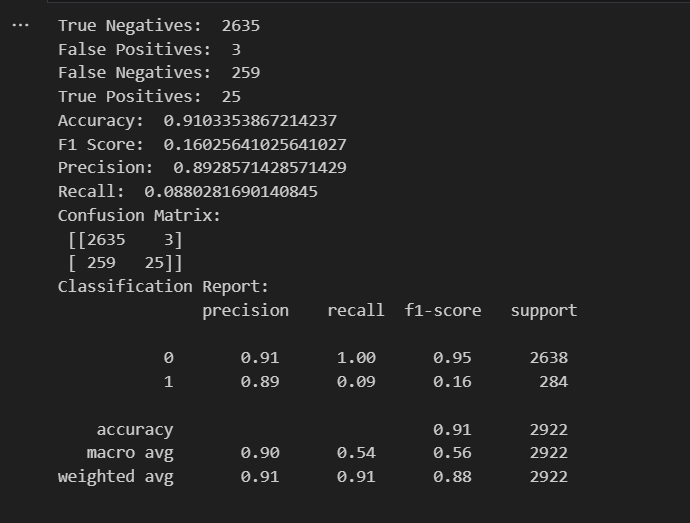 True Negatives:  2635
False Positives:  3
False Negatives:  259
True Positives:  25
Accuracy:  0.9103353867214237
F1 Score:  0.16025641025641027
Precision:  0.8928571428571429
Recall:  0.0880281690140845
Confusion Matrix:
 [[2635    3]
 [ 259   25]]
Classification Report:
               precision    recall  f1-score   support

           0       0.91      1.00      0.95      2638
           1       0.89      0.09      0.16       284

    accuracy                           0.91      2922
   macro avg       0.90      0.54      0.56      2922
weighted avg       0.91      0.91      0.88      2922